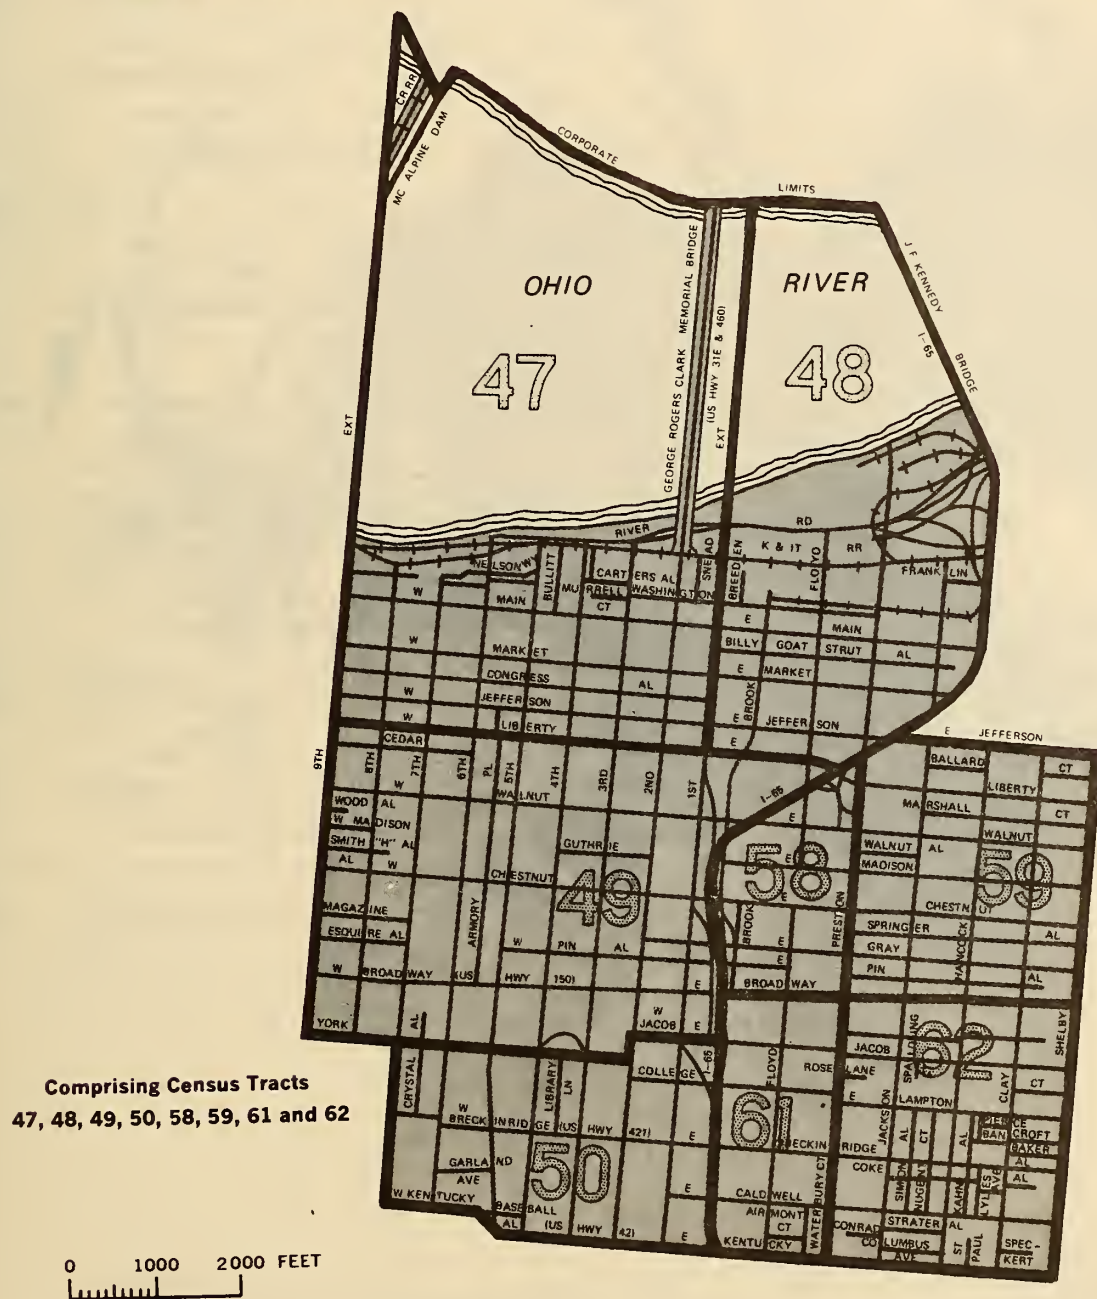 CR RR
MC ALPINE DAM
CORPORATE
LIMITS
J F KENNEDY
BRIDGE
I-65
OHIO
RIVER
47
48
GEORGE ROGERS CLARK MEMORIAL BRIDGE
(US HWY 31E & 460)
EXT
EXT
RIVER
RD
K & IT
RR
FLOYD
FRANK LIN
SNEAD
BREEDEN
NEILSON W
BULLITT
MURRELL
CT
CARTERS AL
WASHINGTON
W
MAIN
E
MAIN
BILLY GOAT STRUT AL
W
MARKET
E
MARKET
CONGRESS
AL
BROOK
W
JEFFERSON
E
JEFFERSON
W
LIBERTY
E
E JEFFERSON
9TH
CEDAR
8TH
7TH
6TH
PL
5TH
4TH
3RD
2ND
1ST
I-65
BALLARD
CT
LIBERTY
W
WALNUT
E
WOOD AL
W MADISON
SMITH "H" AL
AL
W
MARSHALL
CT
WALNUT
WALNUT
AL
MADISON
GUTHRIE
CHESTNUT
E
49
58
59
E
CHESTNUT
MAGAZINE
ESQUIRE AL
ARMORY
BROOK
PRESTON
SPRINGER
AL
GRAY
HANCOCK
W
PIN
AL
E
E
PIN
AL
W
BROADWAY
(US
HWY
150)
E
BROADWAY
YORK
AL
CRYSTAL
W
JACOB
E
JACOB
SPAULDING
62
SHELBY
COLLEGE
I-65
FLOYD
ROSE LANE
CT
CLAY
LIBRARY
LN
E
LAMPTON
W
BRECKINRIDGE
(US
HWY
421)
E
61
BRECKINRIDGE
JACKSON
AL
CT
AL
PIERCE
BANCROFT
BAKER
AL
AL
GARLAND
AVE
50
COKE
SIMON
NUGENT
KAHN
LYLES
AVE
W KENTUCKY
BASEBALL
AL
(US HWY
42)
E
E
CALDWELL
AIRMONT
CT
KENTUCKY
WATERBURY CT
CONRAD
STRATER AL
COLUMBUS
AVE
ST
PAUL
SPEC-
KERT
Comprising Census Tracts
47, 48, 49, 50, 58, 59, 61 and 62
0 1000 2000 FEET